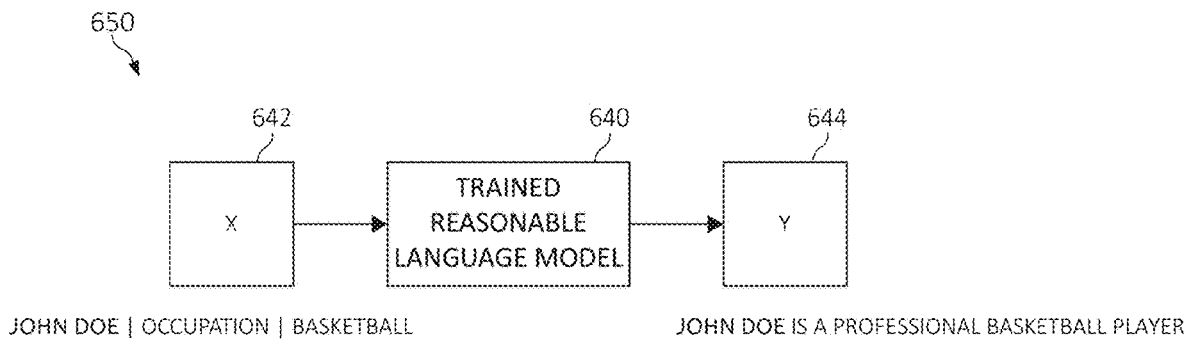 650
642
640
644
X
TRAINED
REASONABLE
LANGUAGE MODEL
Y
JOHN DOE | OCCUPATION | BASKETBALL
JOHN DOE IS A PROFESSIONAL BASKETBALL PLAYER